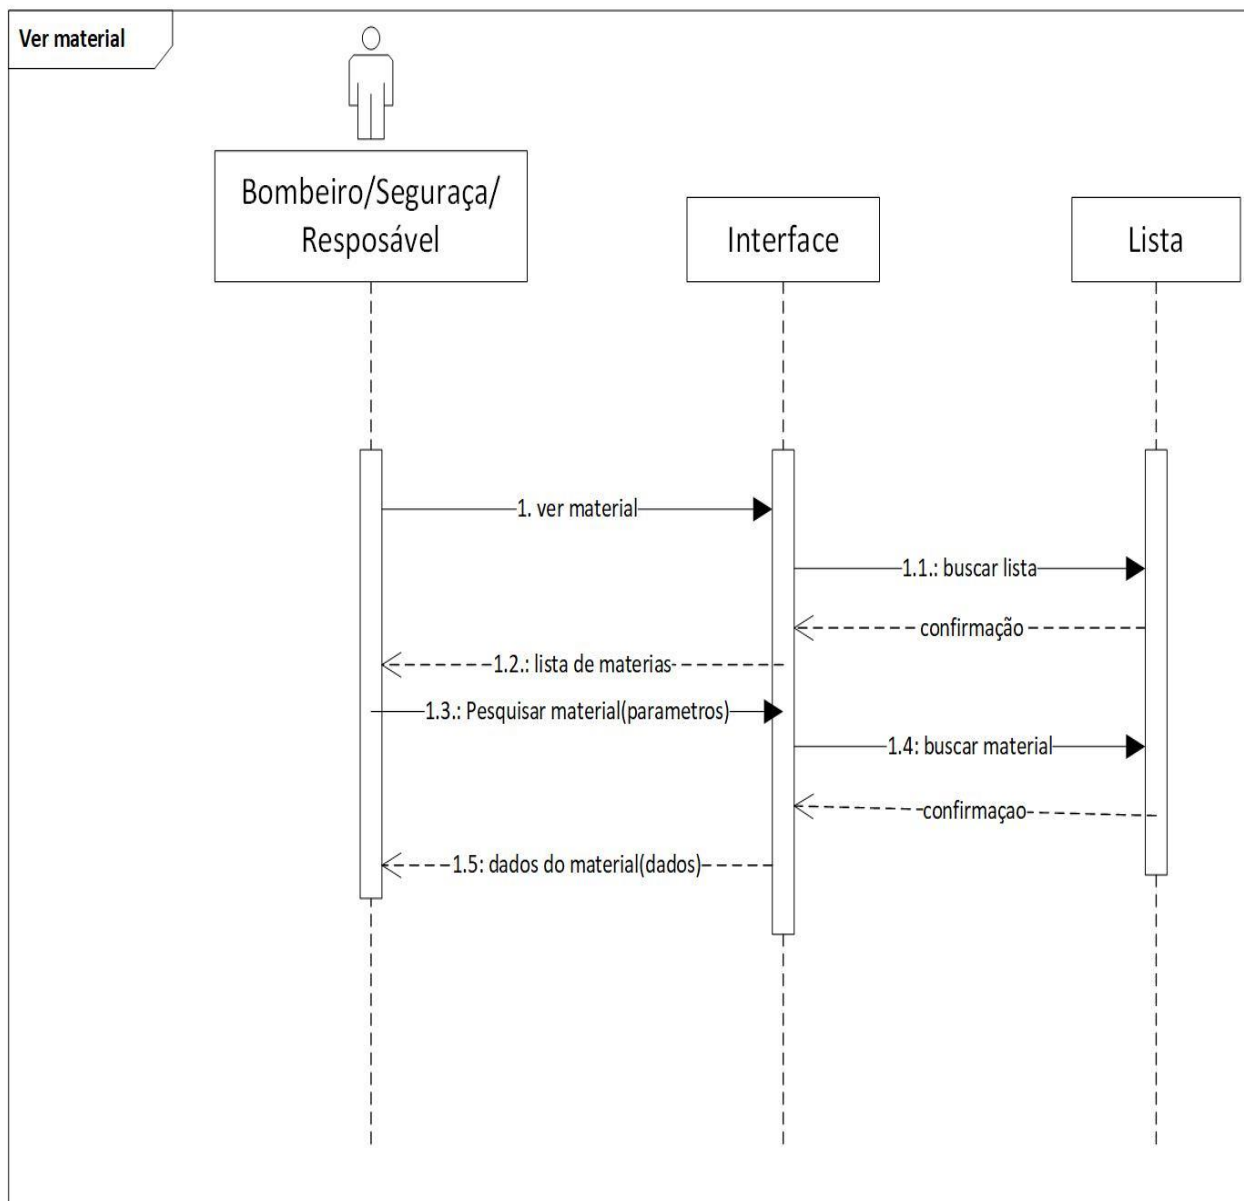 Ver material
Bombeiro/Seguraça/
Resposável
Interface
Lista
1. ver material
1.1.: buscar lista
confirmação
1.2.: lista de materias
1.3.: Pesquisar material(parametros)
1.4: buscar material
confirmaçao
1.5: dados do material(dados)